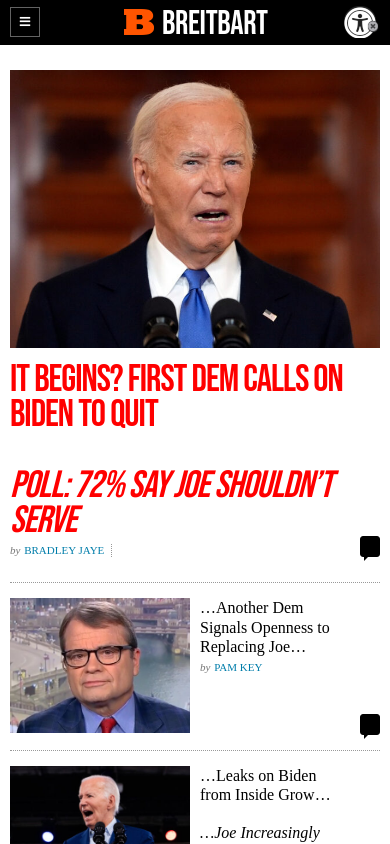 BREITBART
IT BEGINS? FIRST DEM CALLS ON
BIDEN TO QUIT
POLL: 72% SAY JOE SHOULDN'T
SERVE
by BRADLEY JAYE
…Another Dem
Signals Openness to
Replacing Joe…
by PAM KEY
…Leaks on Biden
from Inside Grow…
…Joe Increasingly